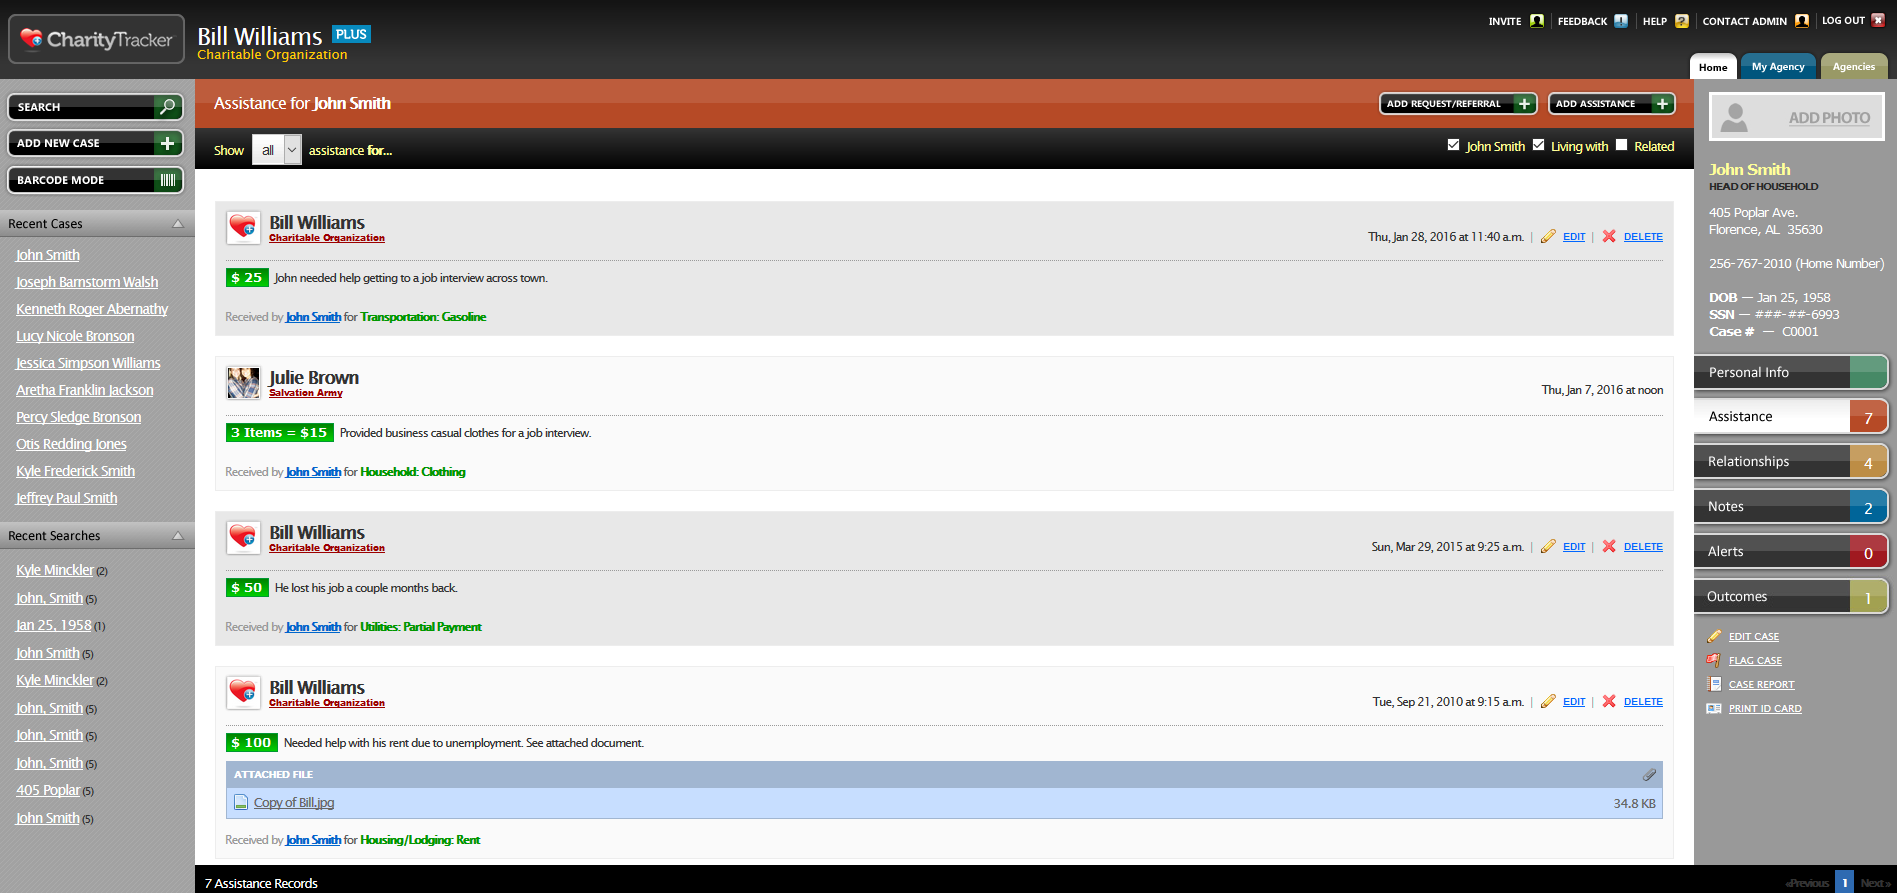 CharityTracker
Bill Williams PLUS
Charitable Organization
INVITE FEEDBACK HELP CONTACT ADMIN LOG OUT
Home My Agency Agencies
SEARCH
ADD NEW CASE
BARCODE MODE
Recent Cases
John Smith
Joseph Barnstorm Walsh
Kenneth Roger Abernathy
Lucy Nicole Bronson
Jessica Simpson Williams
Aretha Franklin Jackson
Percy Sledge Bronson
Otis Redding Jones
Kyle Frederick Smith
Jeffrey Paul Smith
Recent Searches
Kyle Minckler (2)
John, Smith (5)
Jan 25, 1958 (1)
John Smith (5)
Kyle Minckler (2)
John, Smith (5)
John, Smith (5)
John, Smith (5)
405 Poplar (5)
John Smith (5)
Assistance for John Smith
ADD REQUEST/REFERRAL + ADD ASSISTANCE +
Show all assistance for...
John Smith Living with Related
Bill Williams
Charitable Organization
Thu, Jan 28, 2016 at 11:40 a.m. | EDIT | DELETE
$ 25 John needed help getting to a job interview across town.
Received by John Smith for Transportation: Gasoline
Julie Brown
Salvation Army
Thu, Jan 7, 2016 at noon
3 Items = $15 Provided business casual clothes for a job interview.
Received by John Smith for Household: Clothing
Bill Williams
Charitable Organization
Sun, Mar 29, 2015 at 9:25 a.m. | EDIT | DELETE
$ 50 He lost his job a couple months back.
Received by John Smith for Utilities: Partial Payment
Bill Williams
Charitable Organization
Tue, Sep 21, 2010 at 9:15 a.m. | EDIT | DELETE
$ 100 Needed help with his rent due to unemployment. See attached document.
ATTACHED FILE
Copy of Bill.jpg 34.8 KB
Received by John Smith for Housing/Lodging: Rent
7 Assistance Records
«Previous 1 Next »
ADD PHOTO
John Smith
HEAD OF HOUSEHOLD
405 Poplar Ave.
Florence, AL 35630
256-767-2010 (Home Number)
DOB — Jan 25, 1958
SSN — ###-##-6993
Case # — C0001
Personal Info
Assistance 7
Relationships 4
Notes 2
Alerts 0
Outcomes 1
EDIT CASE
FLAG CASE
CASE REPORT
PRINT ID CARD